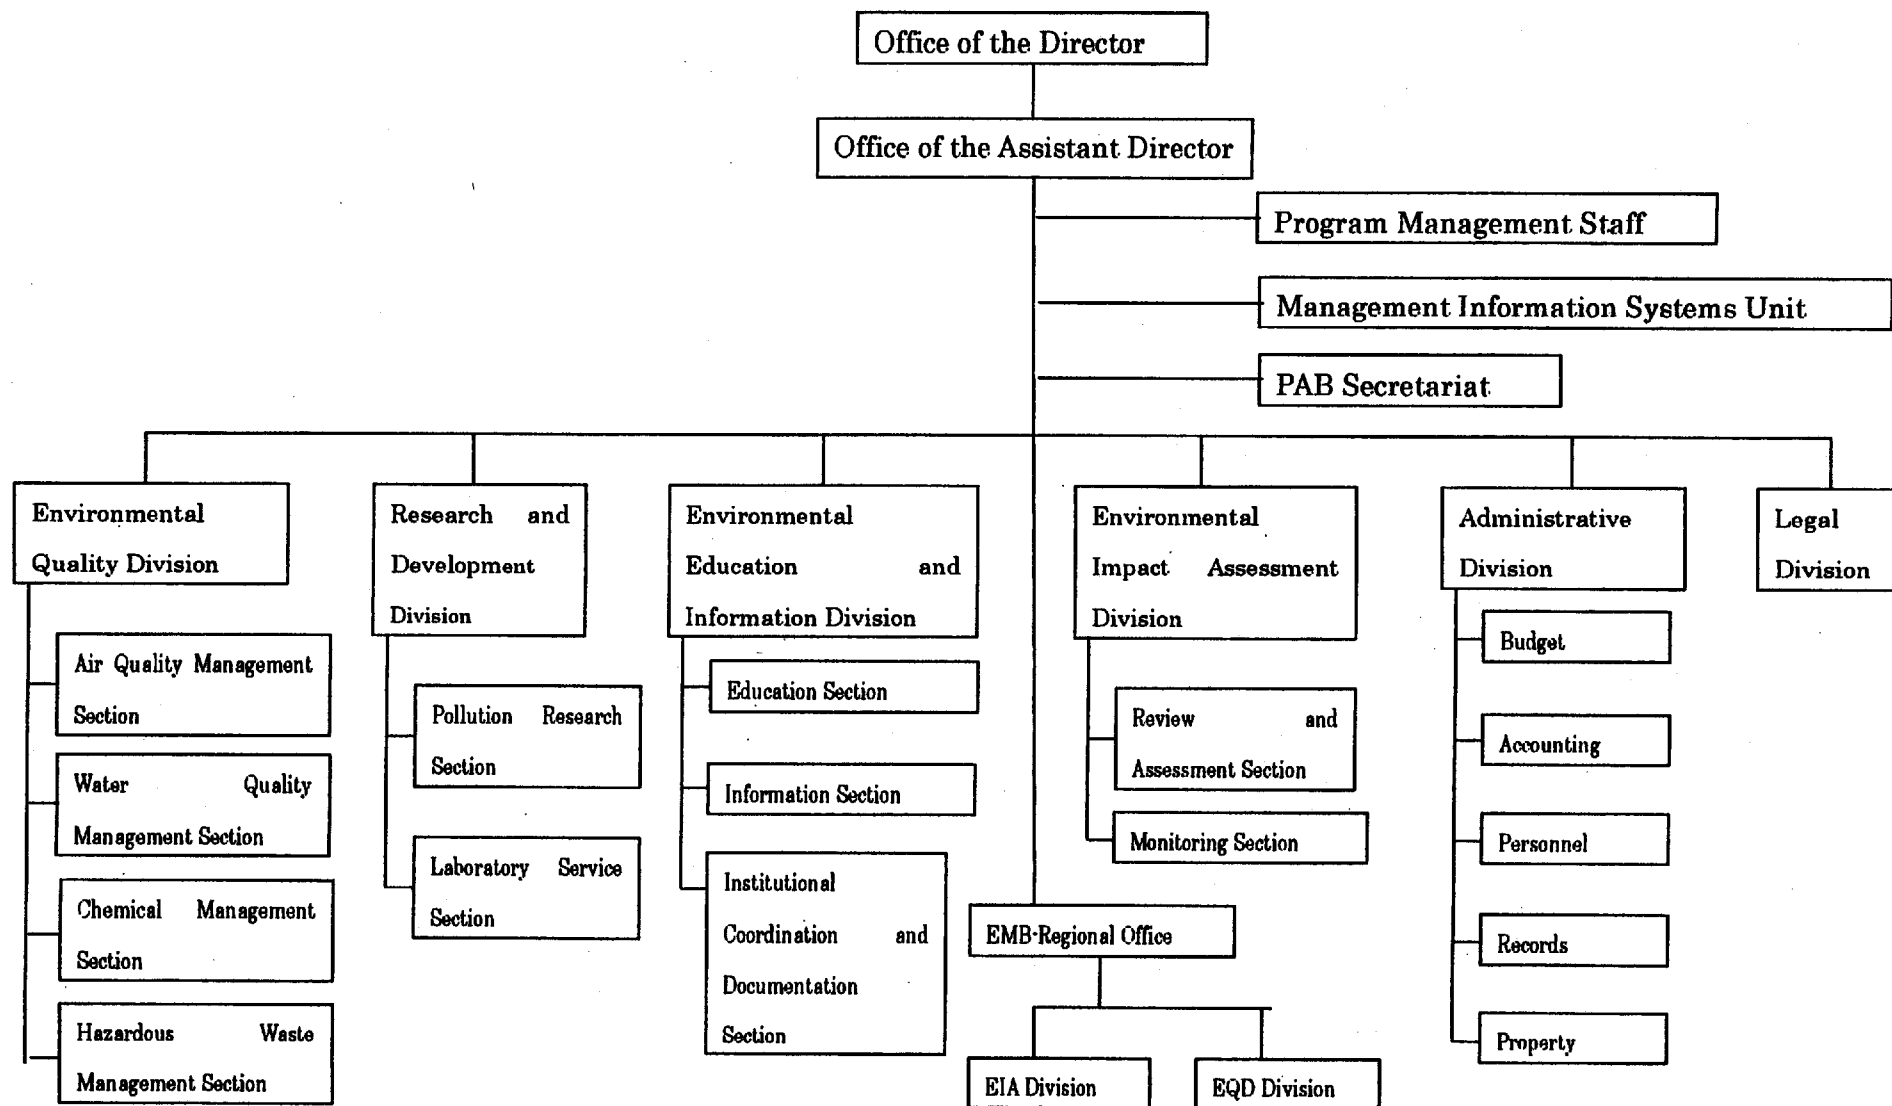 Office of the Director
Office of the Assistant Director
Program Management Staff
Management Information Systems Unit
PAB Secretariat
Environmental
Quality Division
Air Quality Management
Section
Water Quality
Management Section
Chemical Management
Section
Hazardous Waste
Management Section
Research and
Development
Division
Pollution Research
Section
Laboratory Service
Section
Environmental
Education and
Information Division
Education Section
Information Section
Institutional
Coordination and
Documentation
Section
Environmental
Impact Assessment
Division
Review and
Assessment Section
Monitoring Section
EMB-Regional Office
EIA Division
EQD Division
Administrative
Division
Budget
Accounting
Personnel
Records
Property
Legal
Division